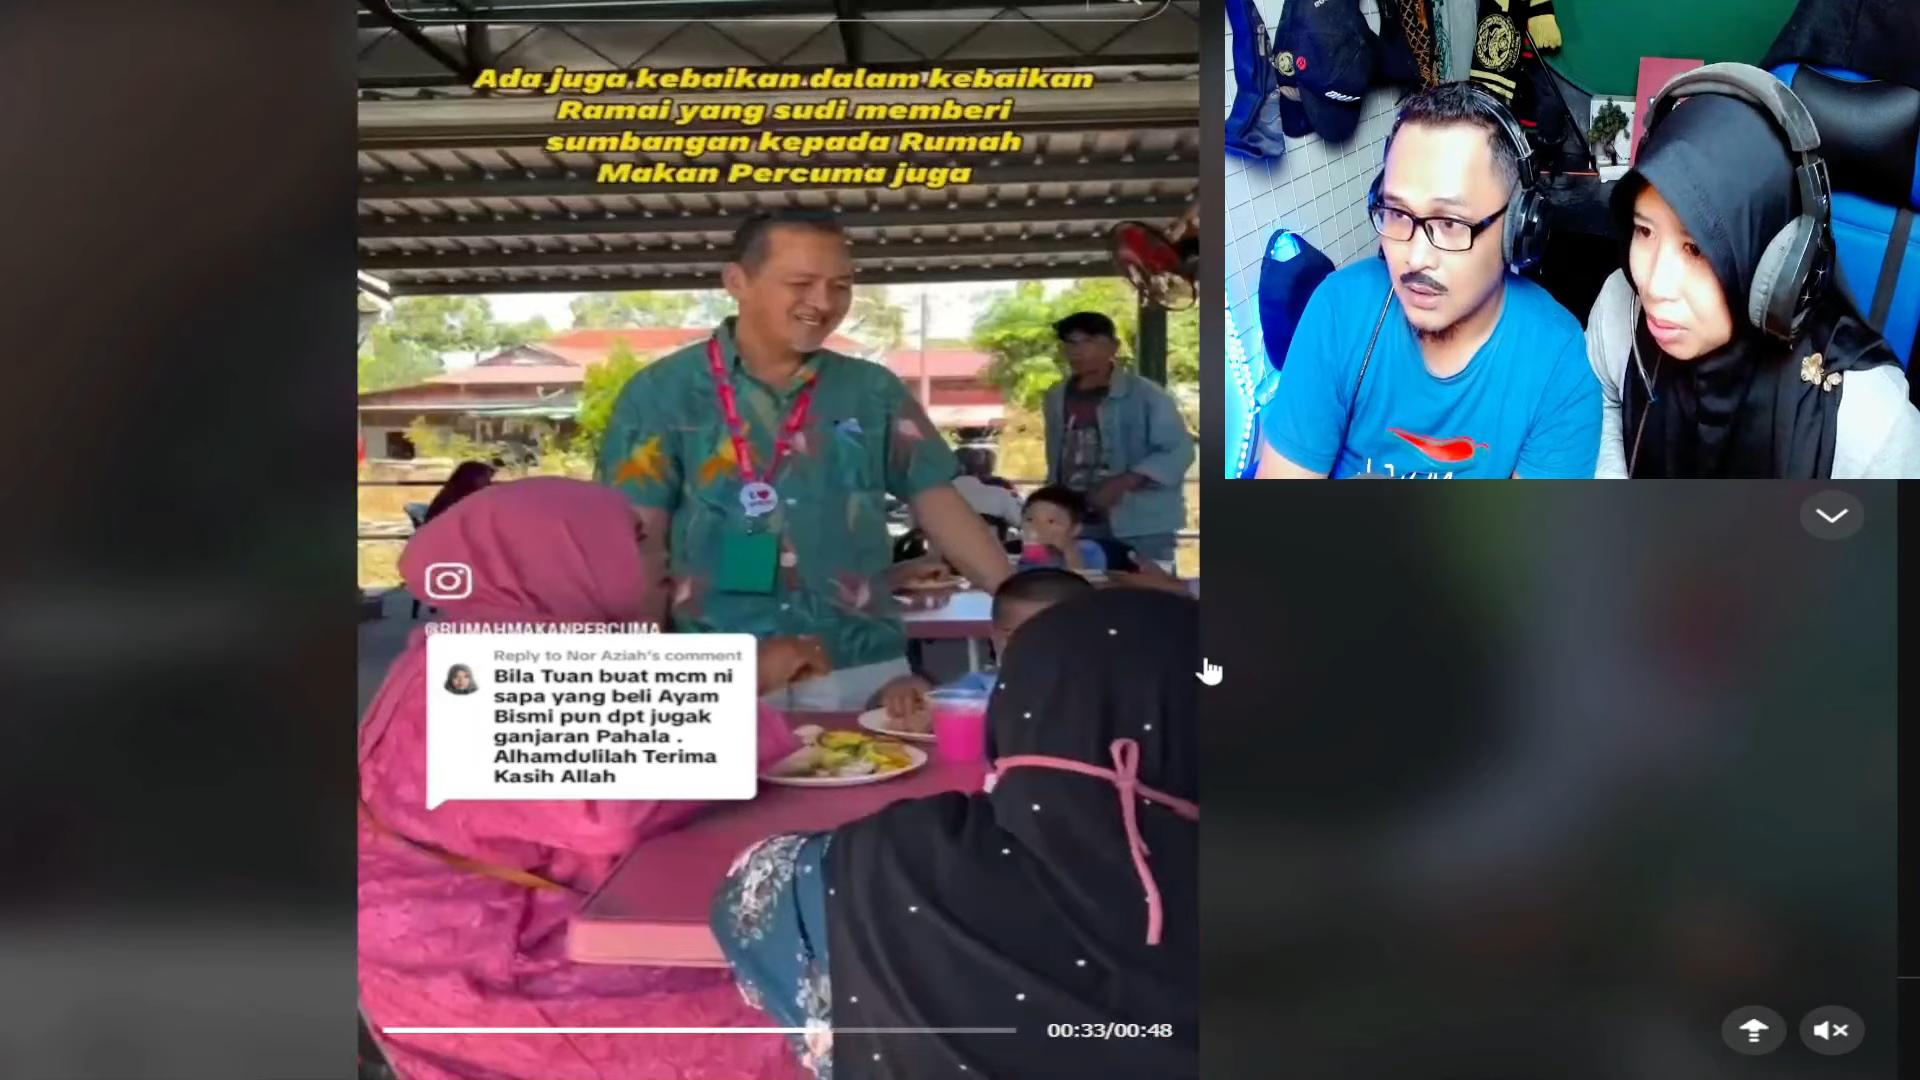 Ada juga kebaikan dalam kebaikan
Ramai yang sudi memberi
sumbangan kepada Rumah
Makan Percuma juga
@RUMAHMAKANPERCUMA
Reply to Nor Aziah's comment
Bila Tuan buat mcm ni
sapa yang beli Ayam
Bismi pun dpt jugak
ganjaran Pahala .
Alhamdulilah Terima
Kasih Allah
00:33/00:48